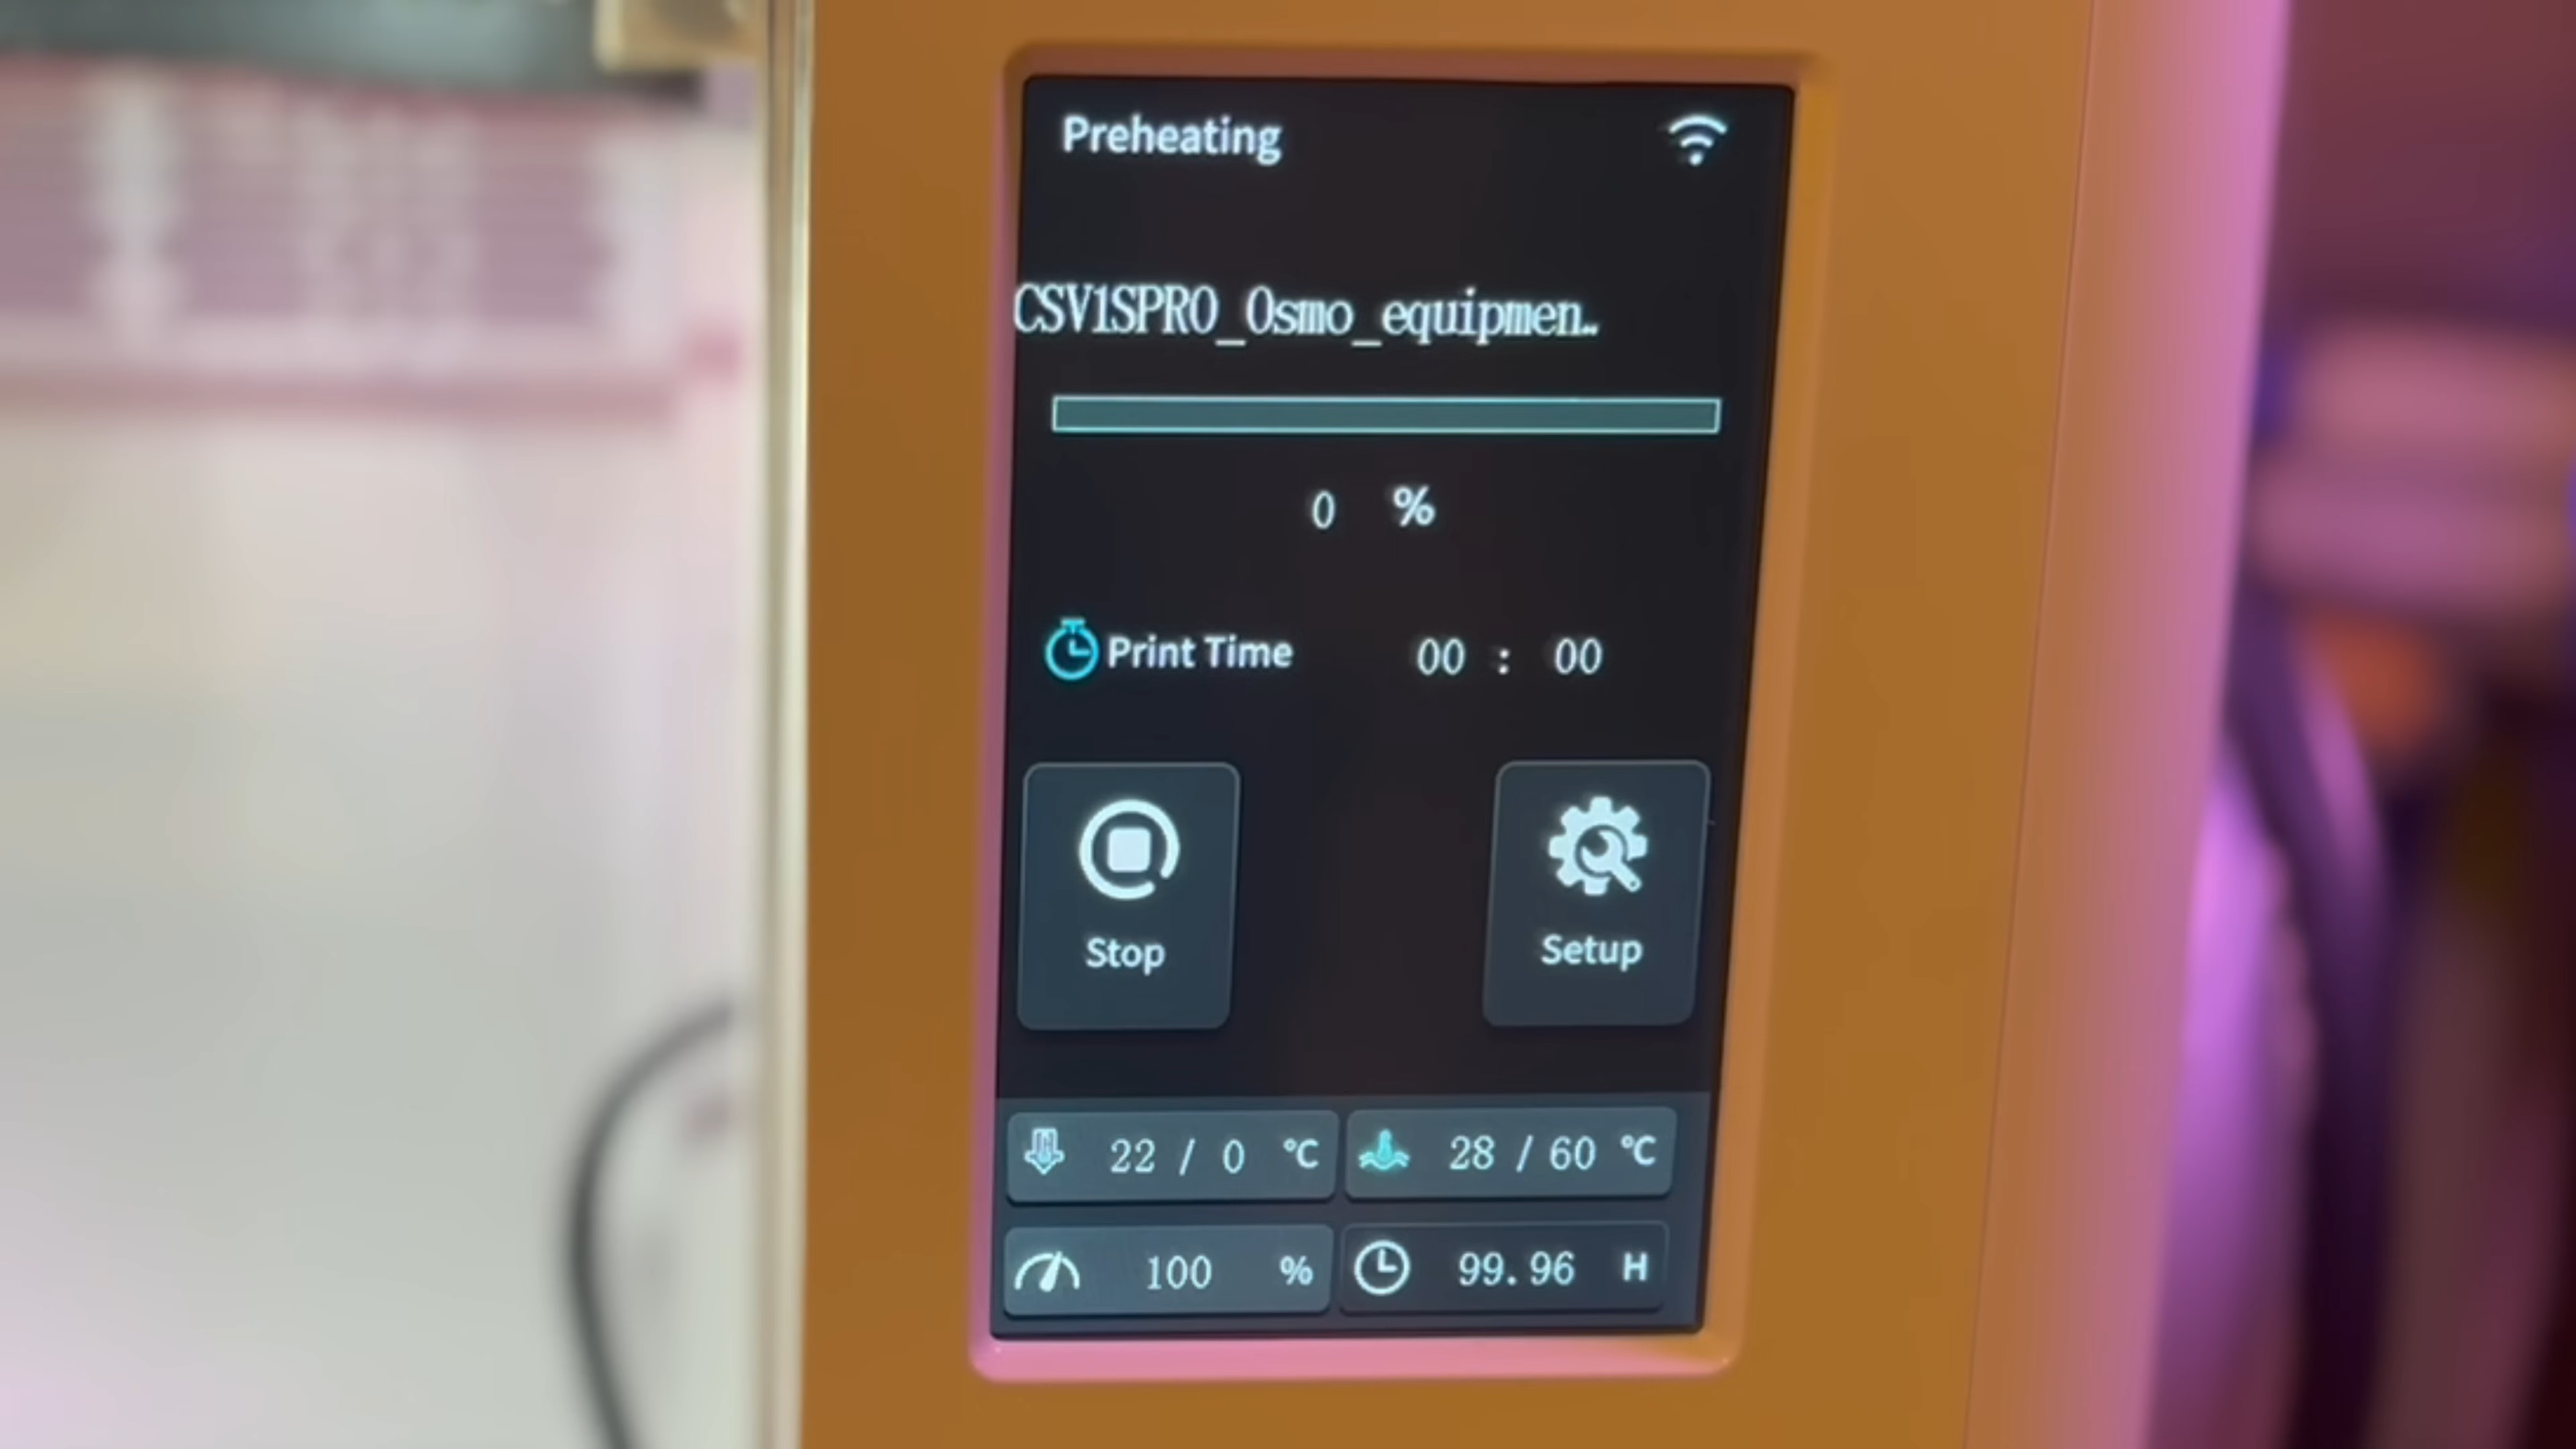 Preheating
CSV1SPRO_Osmo_equipmen..
0 %
Print Time 00 : 00
Stop
Setup
22 / 0 °C
28 / 60 °C
100 %
99.96 H